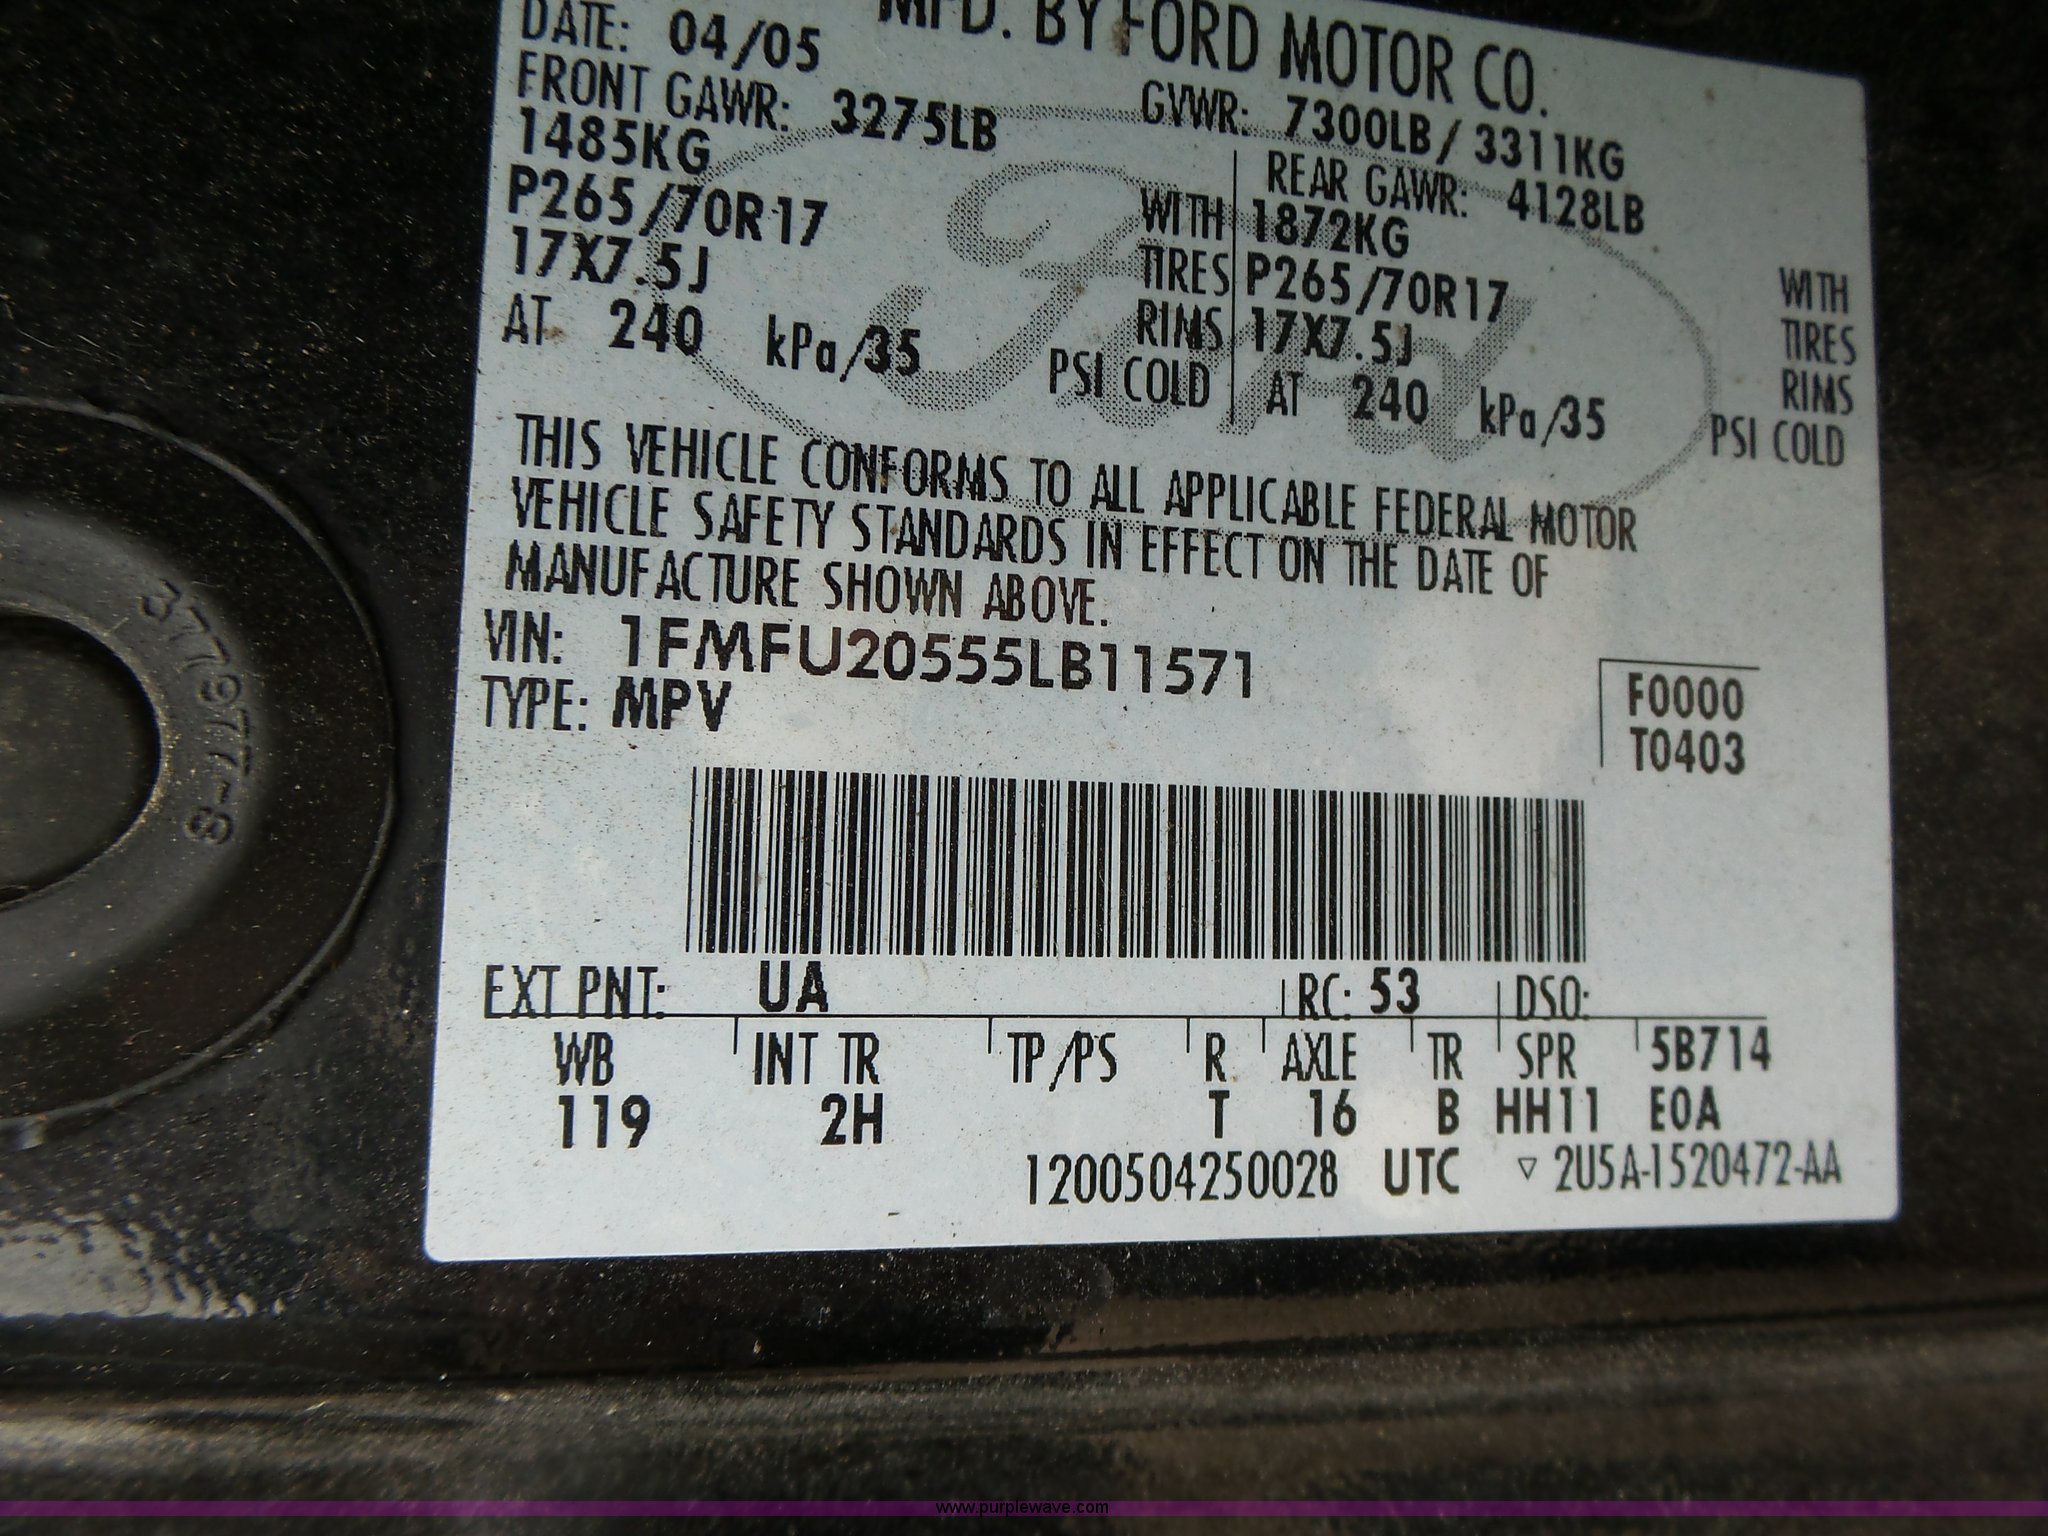 MFD. BY FORD MOTOR CO.
DATE: 04/05
GVWR: 7300LB/ 3311KG
FRONT GAWR: 3275LB
REAR GAWR: 4128LB
1485KG WITH
1872KG WITH
P265/70R17 TIRES
P265/70R17 TIRES
17X7.5J RIMS
17X7.5J RIMS
AT 240 kPa/35 PSI COLD
AT 240 kPa/35 PSI COLD
Ford
THIS VEHICLE CONFORMS TO ALL APPLICABLE FEDERAL MOTOR
VEHICLE SAFETY STANDARDS IN EFFECT ON THE DATE OF
MANUFACTURE SHOWN ABOVE.
VIN: 1FMFU20555LB11571
TYPE: MPV
F0000
T0403
EXT PNT: UA RC: 53 DSO:
WB INT TR TP/PS R AXLE TR SPR 5B714
119 2H T 16 B HH11 E0A
1200504250028 UTC ▽ 2U5A-1520472-AA
377977-8
www.purplewave.com